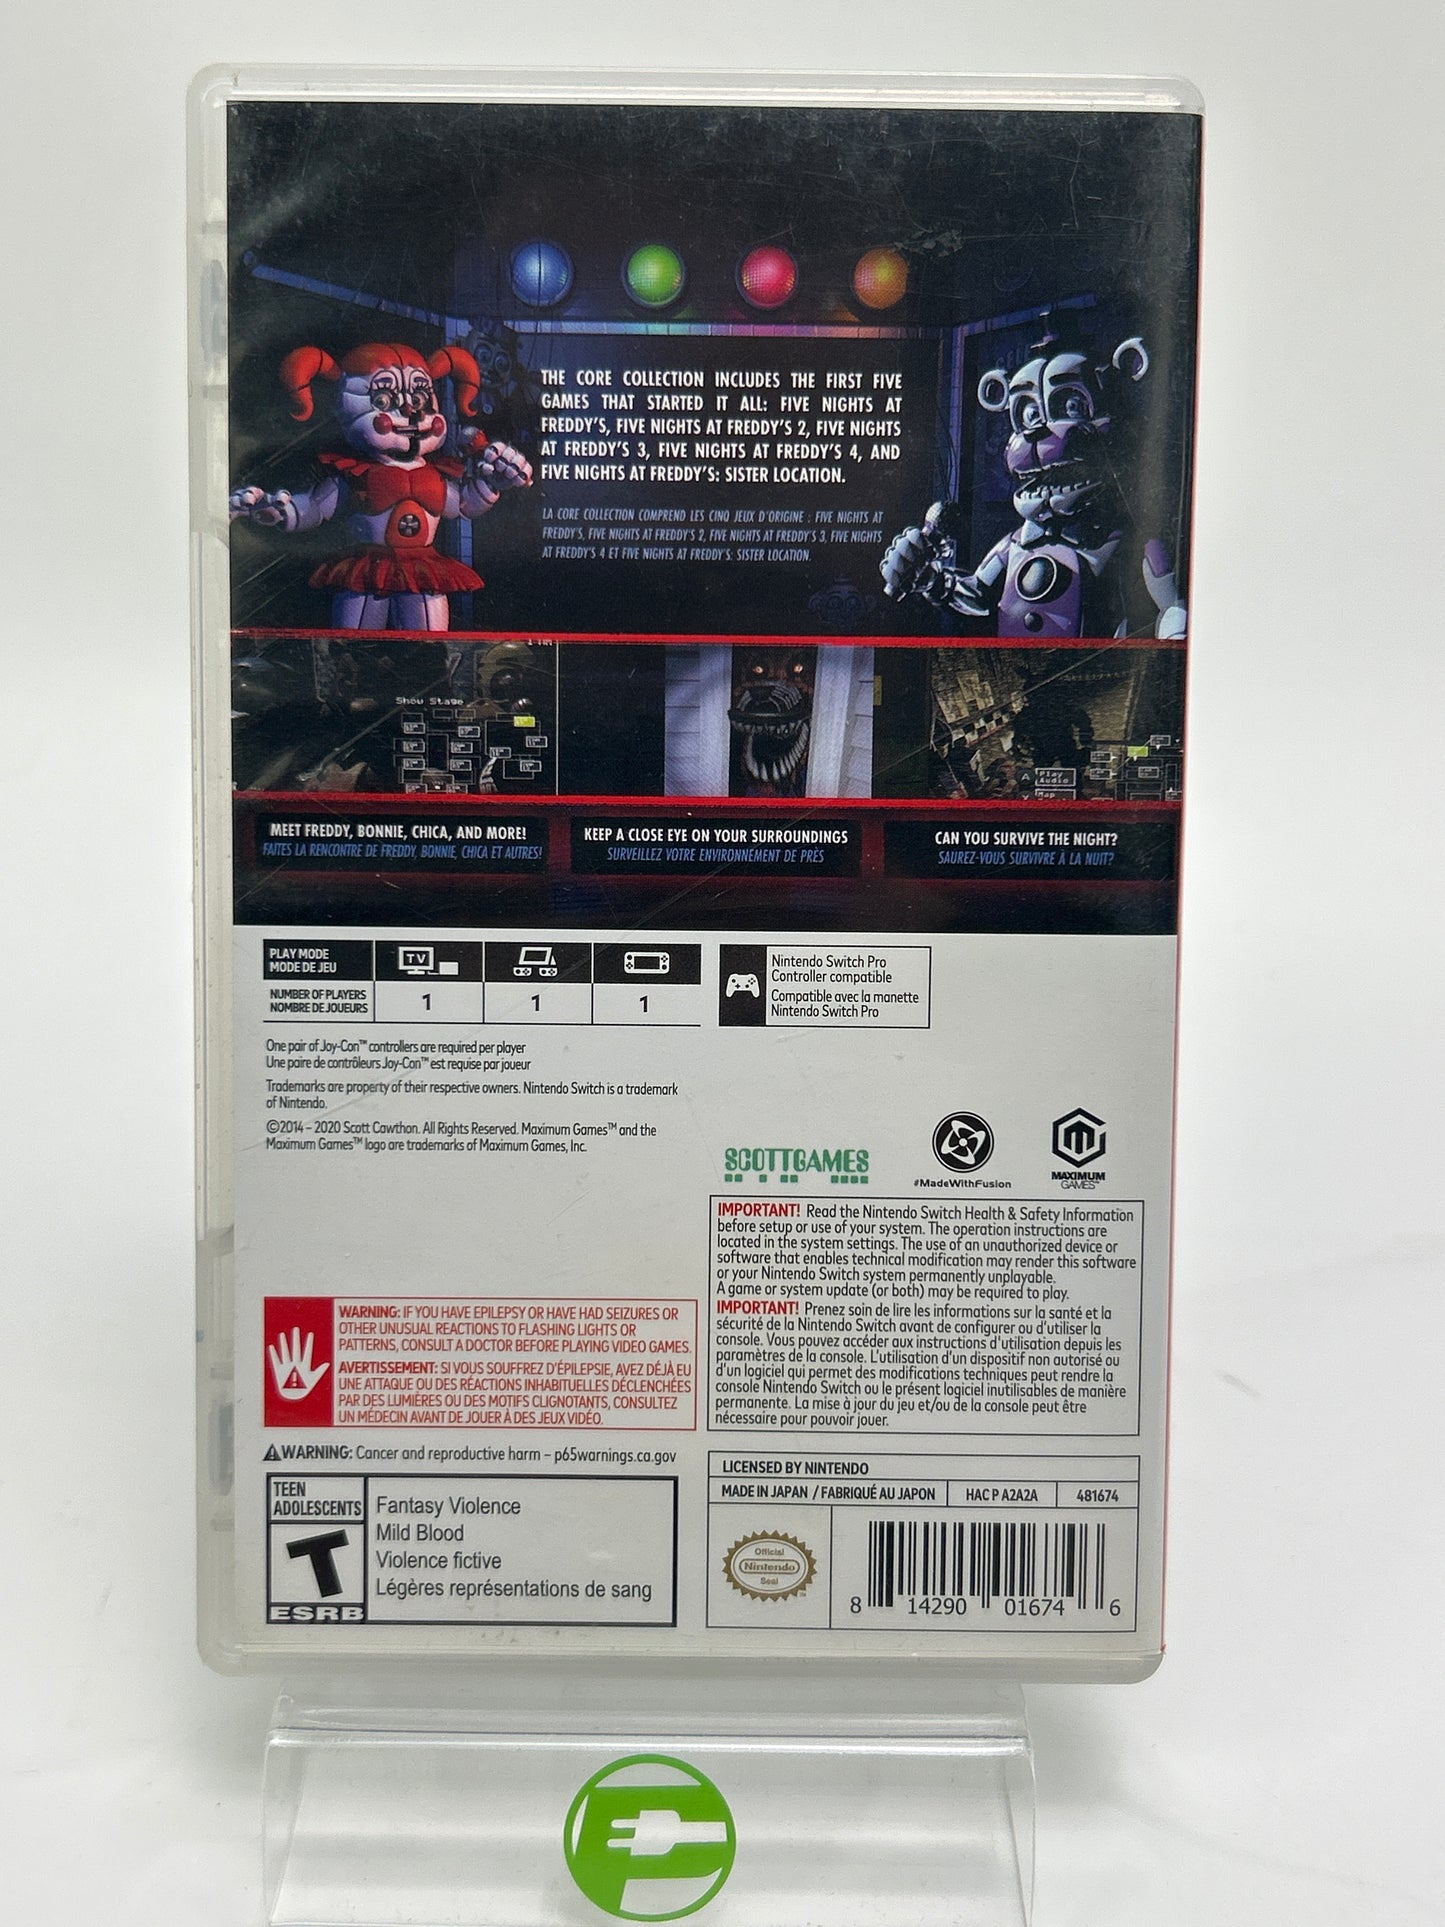 THE CORE COLLECTION INCLUDES THE FIRST FIVE
GAMES THAT STARTED IT ALL: FIVE NIGHTS AT
FREDDY'S, FIVE NIGHTS AT FREDDY'S 2, FIVE NIGHTS
AT FREDDY'S 3, FIVE NIGHTS AT FREDDY'S 4, AND
FIVE NIGHTS AT FREDDY'S: SISTER LOCATION.
LA CORE COLLECTION COMPREND LES CINQ JEUX D'ORIGINE : FIVE NIGHTS AT
FREDDY'S, FIVE NIGHTS AT FREDDY'S 2, FIVE NIGHTS AT FREDDY'S 3, FIVE NIGHTS
AT FREDDY'S 4 ET FIVE NIGHTS AT FREDDY'S: SISTER LOCATION.
Show Stage
Play
Audio
MEET FREDDY, BONNIE, CHICA, AND MORE!
FAITES LA RENCONTRE DE FREDDY, BONNIE, CHICA ET AUTRES!
KEEP A CLOSE EYE ON YOUR SURROUNDINGS
SURVEILLEZ VOTRE ENVIRONNEMENT DE PRÈS
CAN YOU SURVIVE THE NIGHT?
SAUREZ-VOUS SURVIVRE À LA NUIT?
PLAY MODE
MODE DE JEU
TV
NUMBER OF PLAYERS
NOMBRE DE JOUEURS
1 1 1
Nintendo Switch Pro
Controller compatible
Compatible avec la manette
Nintendo Switch Pro
One pair of Joy-Con™ controllers are required per player
Une paire de contrôleurs Joy-Con™ est requise par joueur
Trademarks are property of their respective owners. Nintendo Switch is a trademark
of Nintendo.
©2014 – 2020 Scott Cawthon. All Rights Reserved. Maximum Games™ and the
Maximum Games™ logo are trademarks of Maximum Games, Inc.
SCOTTGAMES
#MadeWithFusion
MAXIMUM
GAMES™
IMPORTANT! Read the Nintendo Switch Health & Safety Information
before setup or use of your system. The operation instructions are
located in the system settings. The use of an unauthorized device or
software that enables technical modification may render this software
or your Nintendo Switch system permanently unplayable.
A game or system update (or both) may be required to play.
IMPORTANT! Prenez soin de lire les informations sur la santé et la
sécurité de la Nintendo Switch avant de configurer ou d'utiliser la
console. Vous pouvez accéder aux instructions d'utilisation depuis les
paramètres de la console. L'utilisation d'un dispositif non autorisé ou
d'un logiciel qui permet des modifications techniques peut rendre la
console Nintendo Switch ou le présent logiciel inutilisables de manière
permanente. La mise à jour du jeu et/ou de la console peut être
nécessaire pour pouvoir jouer.
WARNING: IF YOU HAVE EPILEPSY OR HAVE HAD SEIZURES OR
OTHER UNUSUAL REACTIONS TO FLASHING LIGHTS OR
PATTERNS, CONSULT A DOCTOR BEFORE PLAYING VIDEO GAMES.
AVERTISSEMENT: SI VOUS SOUFFREZ D'ÉPILEPSIE, AVEZ DÉJÀ EU
UNE ATTAQUE OU DES RÉACTIONS INHABITUELLES DÉCLENCHÉES
PAR DES LUMIÈRES OU DES MOTIFS CLIGNOTANTS, CONSULTEZ
UN MÉDECIN AVANT DE JOUER À DES JEUX VIDÉO.
⚠WARNING: Cancer and reproductive harm – p65warnings.ca.gov
TEEN
ADOLESCENTS
T
ESRB
Fantasy Violence
Mild Blood
Violence fictive
Légères représentations de sang
LICENSED BY NINTENDO
MADE IN JAPAN / FABRIQUÉ AU JAPON HAC P A2A2A 481674
Official
Nintendo
Seal
8 14290 01674 6